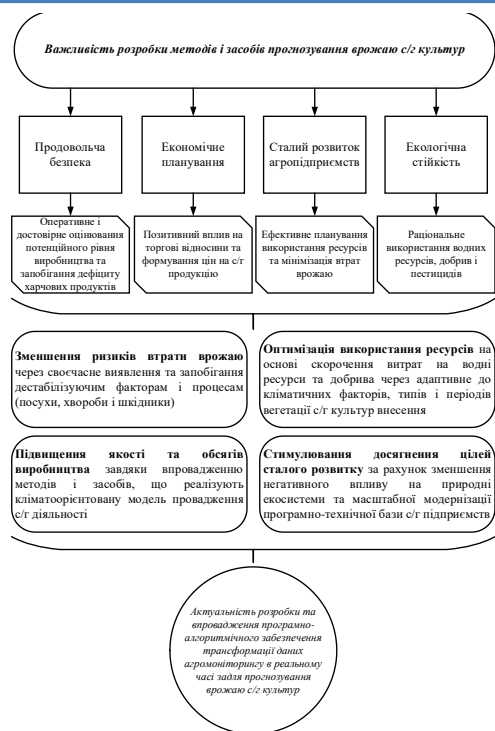 Важливість розробки методів і засобів прогнозування врожаю с/г культур
Продовольча
безпека
Економічне
планування
Сталий розвиток
агропідприємств
Екологічна
стійкість
Оперативне і
достовірне оцінювання
потенційного рівня
виробництва та
запобігання дефіциту
харчових продуктів
Позитивний вплив на
торгові відносини та
формування цін на с/г
продукцію
Ефективне планування
використання ресурсів
та мінімізація втрат
врожаю
Раціональне
використання водних
ресурсів, добрив і
пестицидів
Зменшення ризиків втрати врожаю
через своєчасне виявлення та запобігання
дестабілізуючим факторам і процесам
(посухи, хвороби і шкідники)
Оптимізація використання ресурсів на
основі скорочення витрат на водні
ресурси та добрива через адаптивне до
кліматичних факторів, типів і періодів
вегетації с/г культур внесення
Підвищення якості та обсягів
виробництва завдяки впровадженню
методів і засобів, що реалізують
кліматоорієнтовану модель провадження
с/г діяльності
Стимулювання досягнення цілей
сталого розвитку за рахунок зменшення
негативного впливу на природні
екосистеми та масштабної модернізації
програмно-технічної бази с/г підприємств
Актуальність розробки та
впровадження програмно-
алгоритмічного забезпечення
трансформації даних
агромоніторингу в реальному
часі задля прогнозування
врожаю с/г культур